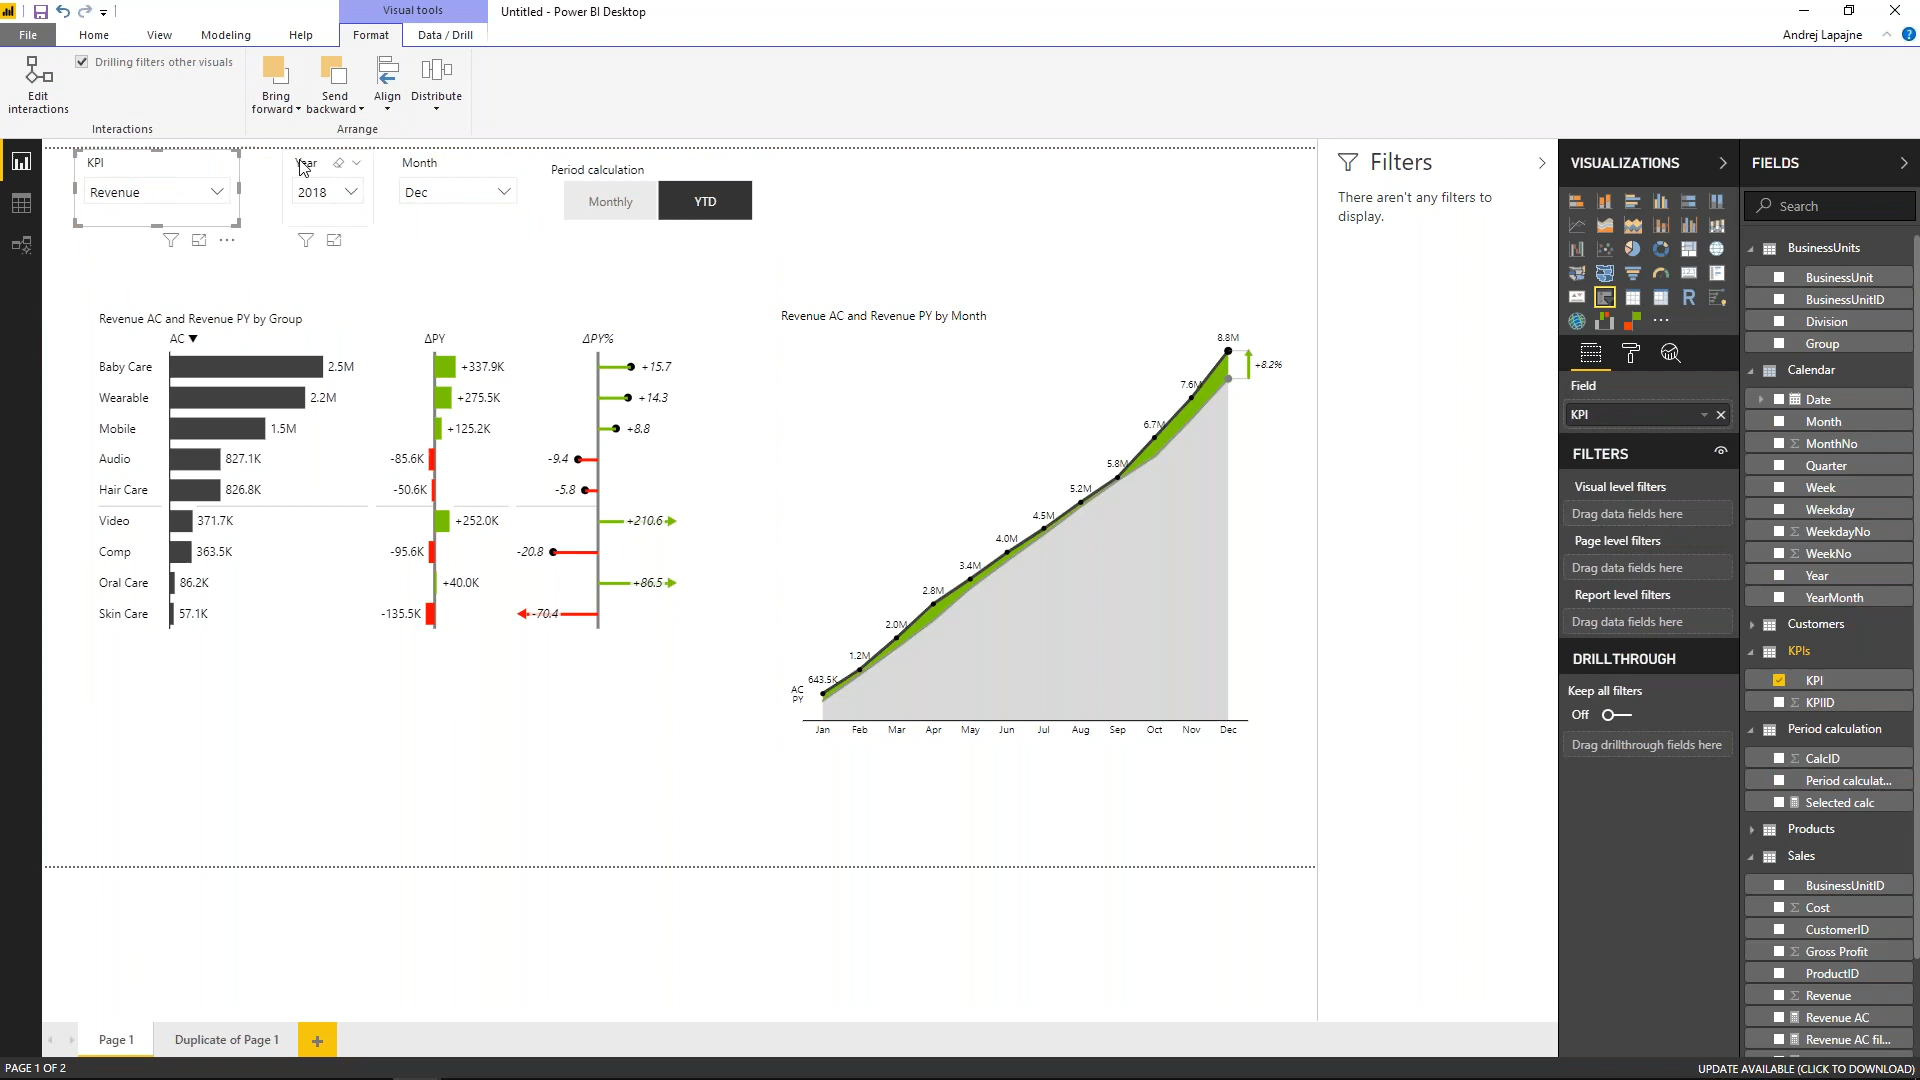 Visual tools
Untitled - Power BI Desktop
File
Home
View
Modeling
Help
Format
Data / Drill
Andrej Lapajne
?
Edit
interactions
Drilling filters other visuals
Bring
forward
Send
backward
Align
Distribute
Interactions
Arrange
KPI
Revenue
Year
2018
Month
Dec
Period calculation
Monthly
YTD
Revenue AC and Revenue PY by Group
AC ΔPY ΔPY%
Baby Care 2.5M +337.9K +15.7
Wearable 2.2M +275.5K +14.3
Mobile 1.5M +125.2K +8.8
Audio 827.1K -85.6K -9.4
Hair Care 826.8K -50.6K -5.8
Video 371.7K +252.0K +210.6
Comp 363.5K -95.6K -20.8
Oral Care 86.2K +40.0K +86.5
Skin Care 57.1K -135.5K -70.4
Revenue AC and Revenue PY by Month
8.8M
+8.2%
7.6M
6.7M
5.8M
5.2M
4.5M
4.0M
3.4M
2.8M
2.0M
1.2M
643.5K
AC
PY
Jan Feb Mar Apr May Jun Jul Aug Sep Oct Nov Dec
Filters
There aren't any filters to
display.
VISUALIZATIONS
R
Field
KPI
FILTERS
Visual level filters
Drag data fields here
Page level filters
Drag data fields here
Report level filters
Drag data fields here
DRILLTHROUGH
Keep all filters
Off
Drag drillthrough fields here
FIELDS
Search
BusinessUnits
BusinessUnit
BusinessUnitID
Division
Group
Calendar
Date
Month
Σ MonthNo
Quarter
Week
Weekday
Σ WeekdayNo
Σ WeekNo
Year
YearMonth
Customers
KPIs
KPI
Σ KPIID
Period calculation
Σ CalcID
Period calculat...
Selected calc
Products
Sales
BusinessUnitID
Σ Cost
CustomerID
Σ Gross Profit
ProductID
Σ Revenue
Revenue AC
Revenue AC fil...
Page 1
Duplicate of Page 1
+
PAGE 1 OF 2
UPDATE AVAILABLE (CLICK TO DOWNLOAD)